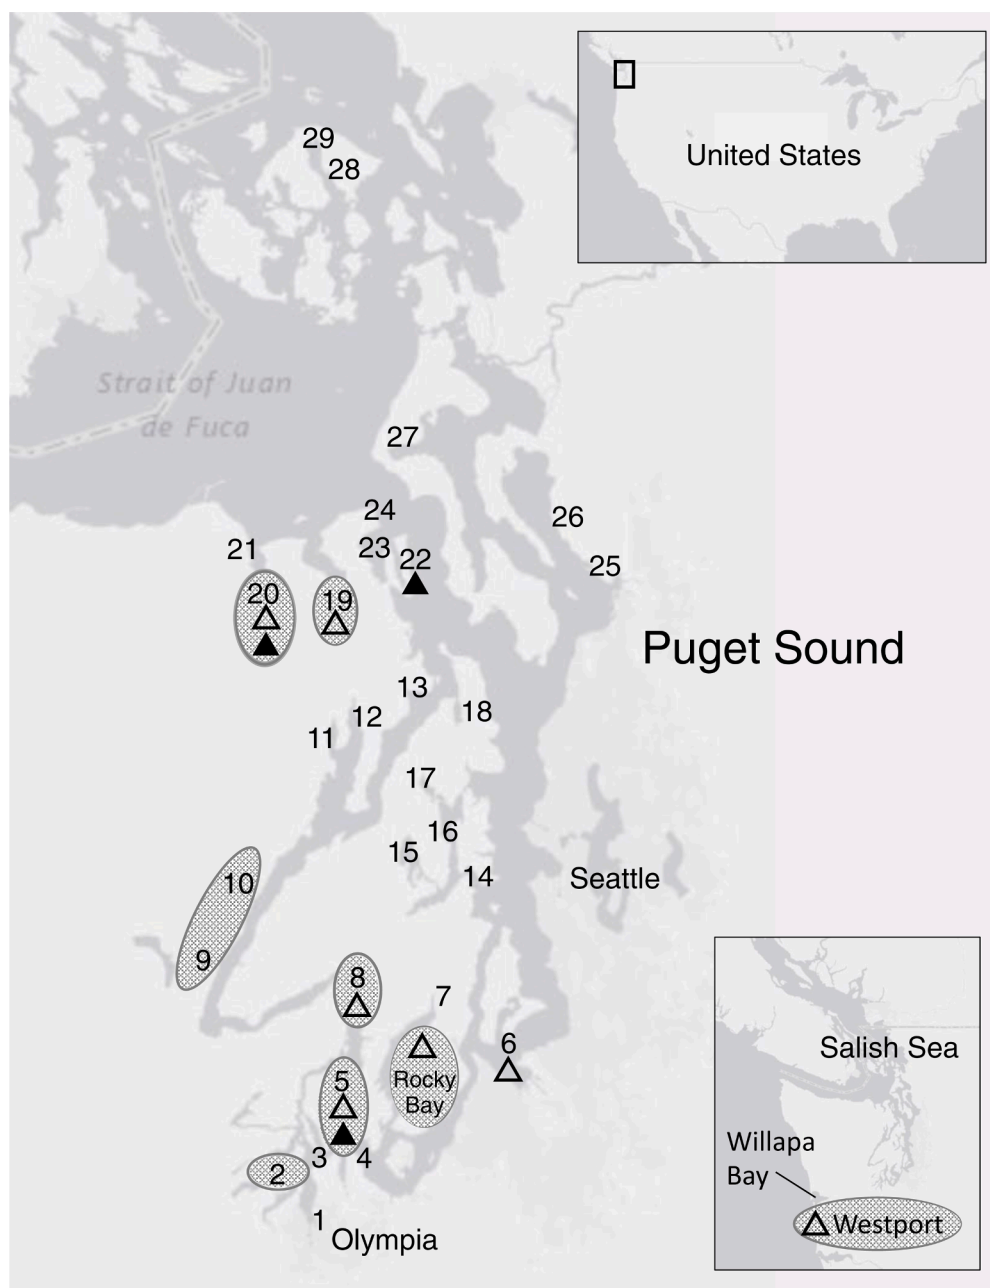 29
28
United States
Strait of Juan
de Fuca
27
24
26
21
23
22
25
20
19
Puget Sound
13
18
12
11
17
16
15
14
Seattle
10
9
8
7
6
Salish Sea
Rocky
Bay
5
Willapa
Bay
3
4
2
Westport
1
Olympia